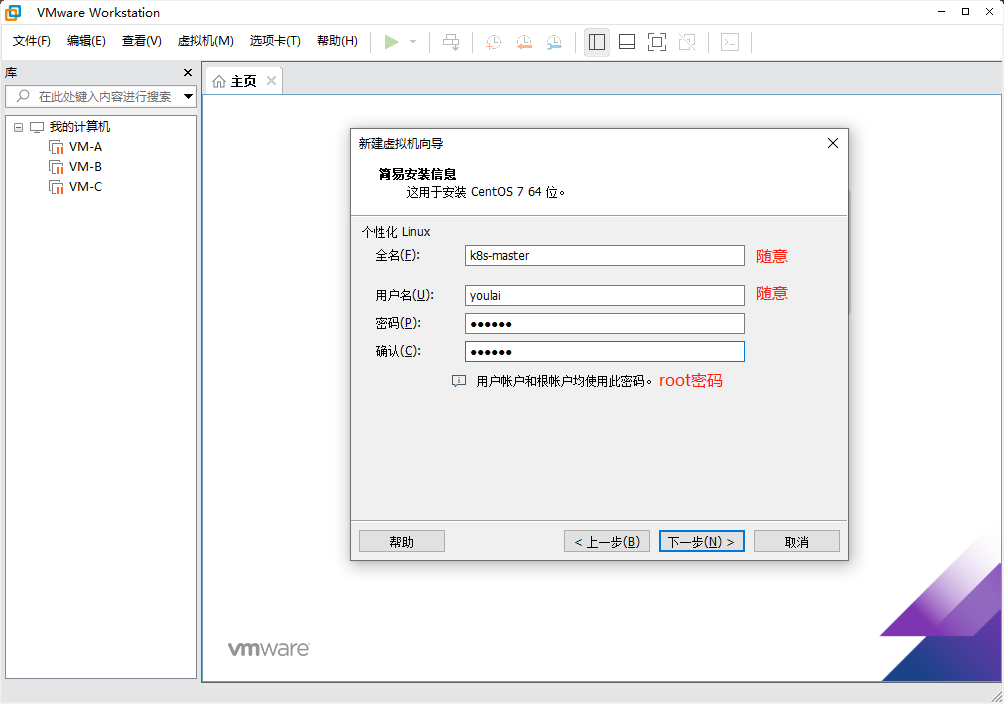 VMware Workstation
文件(F) 编辑(E) 查看(V) 虚拟机(M) 选项卡(T) 帮助(H)
库
在此处键入内容进行搜索
我的计算机
VM-A
VM-B
VM-C
主页
新建虚拟机向导
简易安装信息
这用于安装 CentOS 7 64 位。
个性化 Linux
全名(F): k8s-master 随意
用户名(U): youlai 随意
密码(P): ●●●●●●
确认(C): ●●●●●●
用户帐户和根帐户均使用此密码。 root密码
帮助 < 上一步(B) 下一步(N) > 取消
vmware